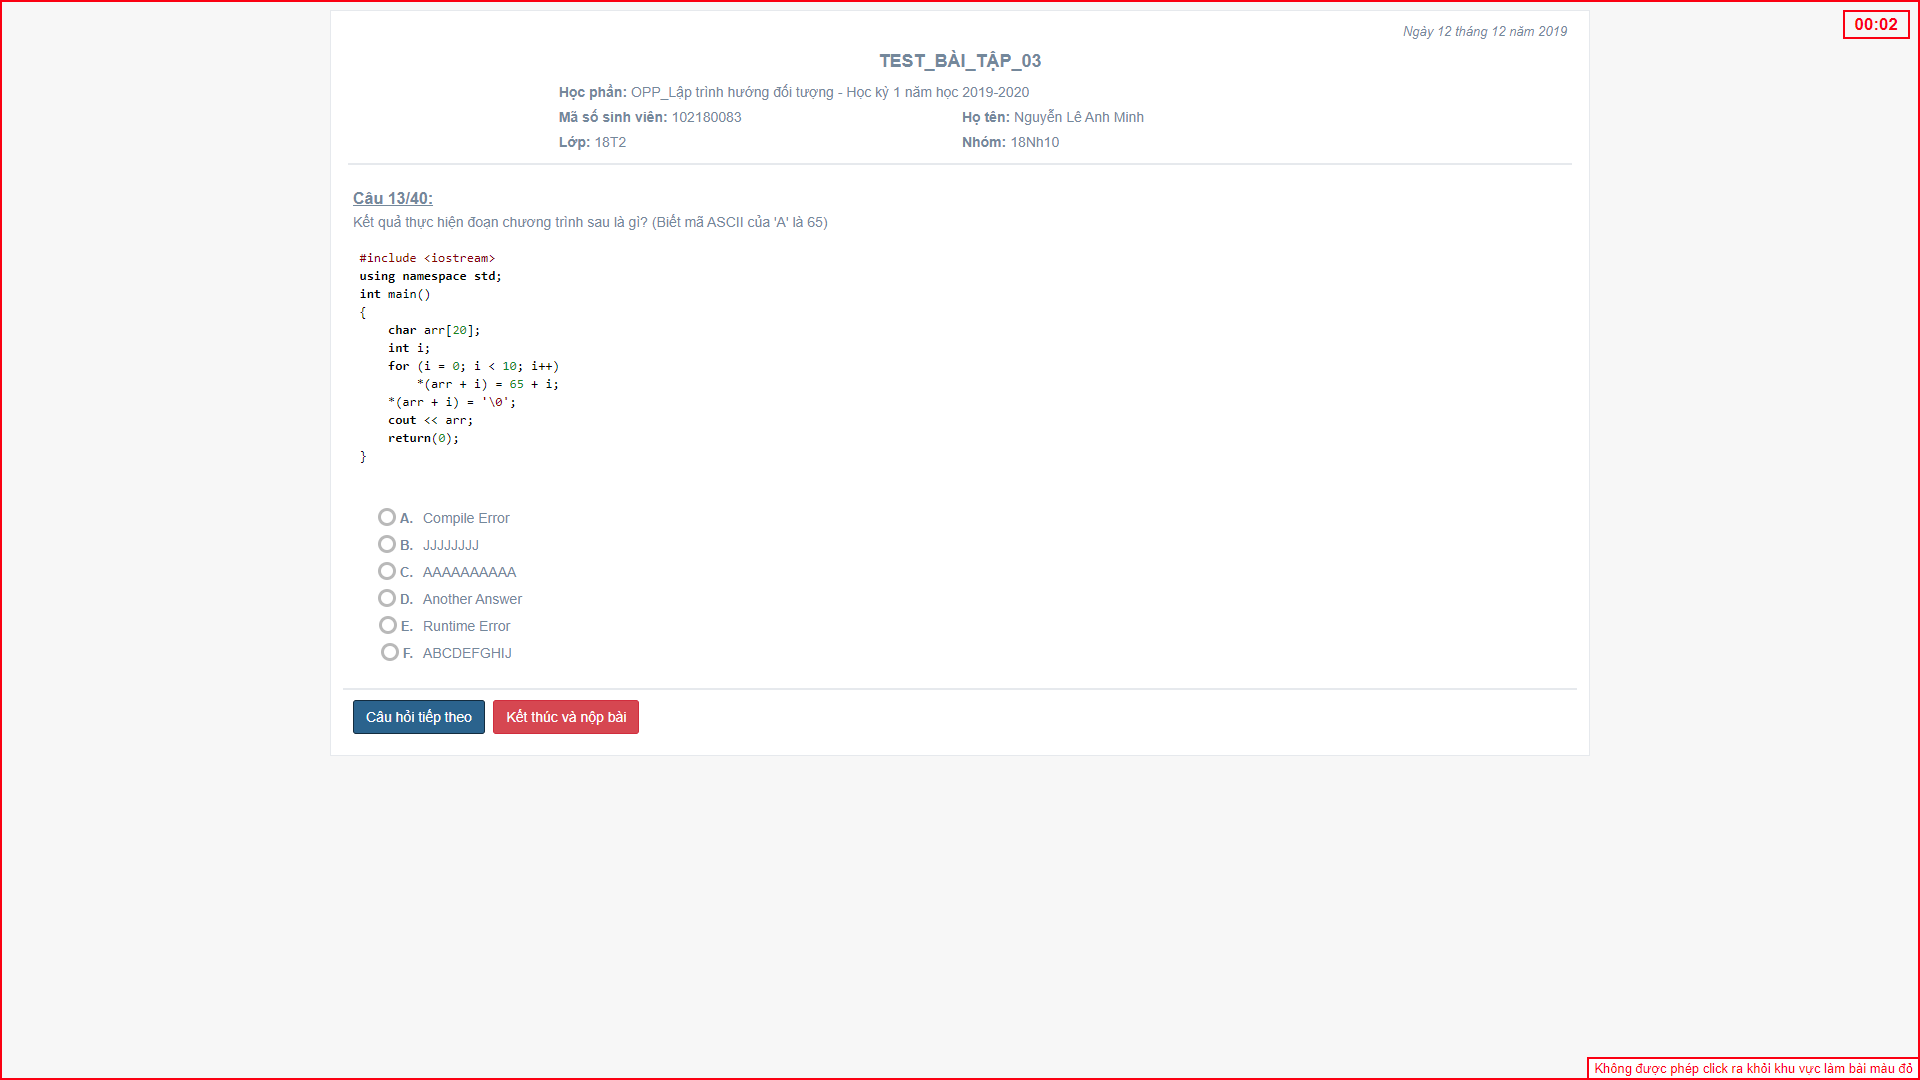 00:02
Ngày 12 tháng 12 năm 2019
TEST_BÀI_TẬP_03
Học phần: OPP_Lập trình hướng đối tượng - Học kỳ 1 năm học 2019-2020
Mã số sinh viên: 102180083 Họ tên: Nguyễn Lê Anh Minh
Lớp: 18T2 Nhóm: 18Nh10
Câu 13/40:
Kết quả thực hiện đoạn chương trình sau là gì? (Biết mã ASCII của 'A' là 65)
#include <iostream>
using namespace std;
int main()
{
    char arr[20];
    int i;
    for (i = 0; i < 10; i++)
        *(arr + i) = 65 + i;
    *(arr + i) = '\0';
    cout << arr;
    return(0);
}
A. Compile Error
B. JJJJJJJJ
C. AAAAAAAAAA
D. Another Answer
E. Runtime Error
F. ABCDEFGHIJ
Câu hỏi tiếp theo Kết thúc và nộp bài
Không được phép click ra khỏi khu vực làm bài màu đỏ